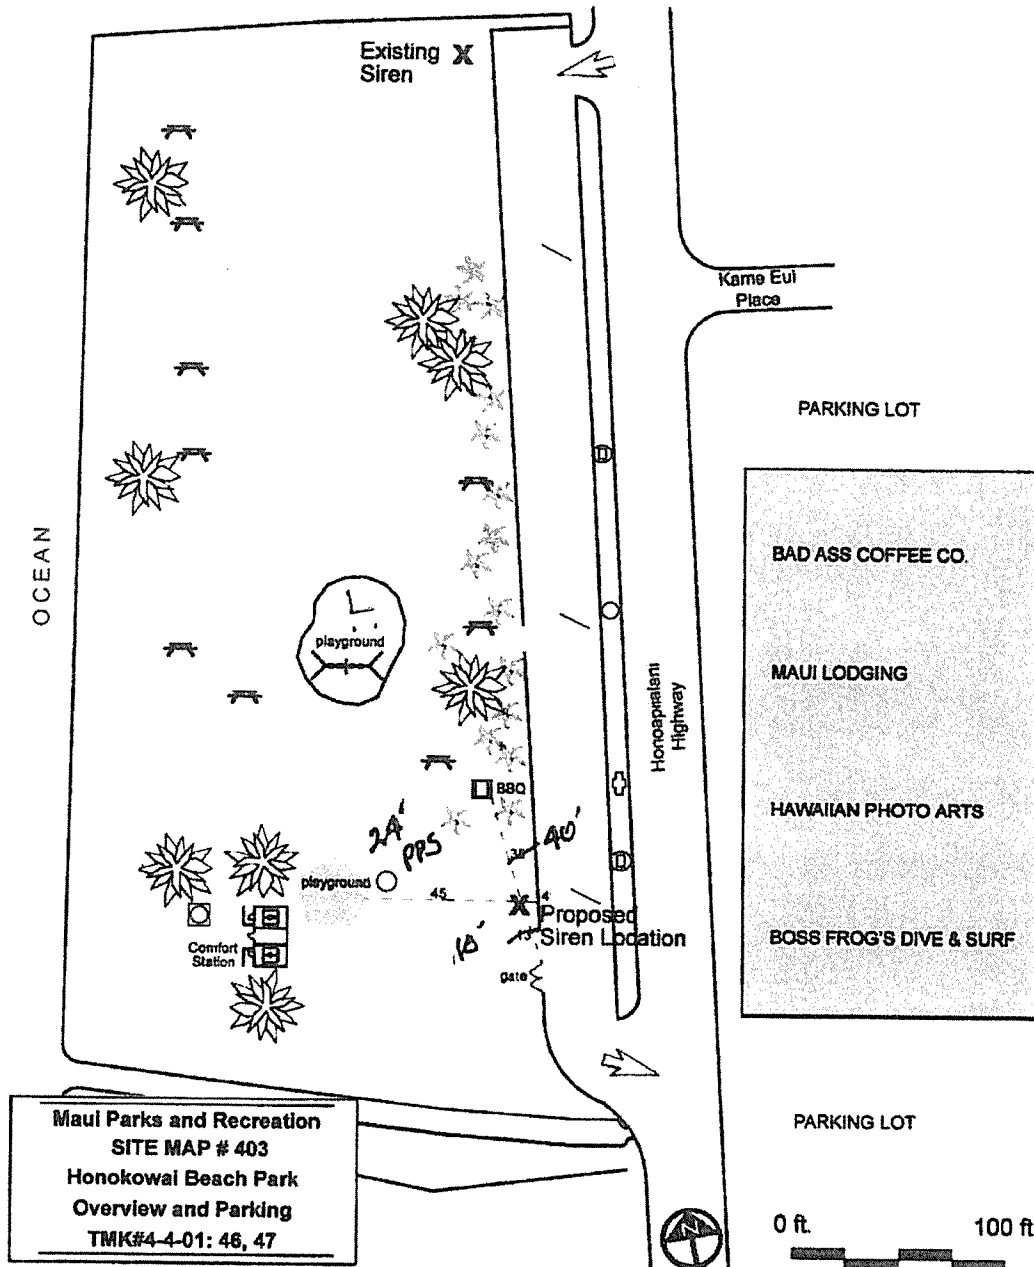 Existing X
Siren
Kame Eui
Place
PARKING LOT
OCEAN
BAD ASS COFFEE CO.
playground
MAUI LODGING
Honoapiilani
Highway
BBQ
HAWAIIAN PHOTO ARTS
24'
PPS
40'
38
playground
45
4
X Proposed
Siren Location
10'
13
Comfort
Station
gate
BOSS FROG'S DIVE & SURF
Maui Parks and Recreation
SITE MAP # 403
Honokowai Beach Park
Overview and Parking
TMK#4-4-01: 46, 47
PARKING LOT
N
0 ft.
100 ft